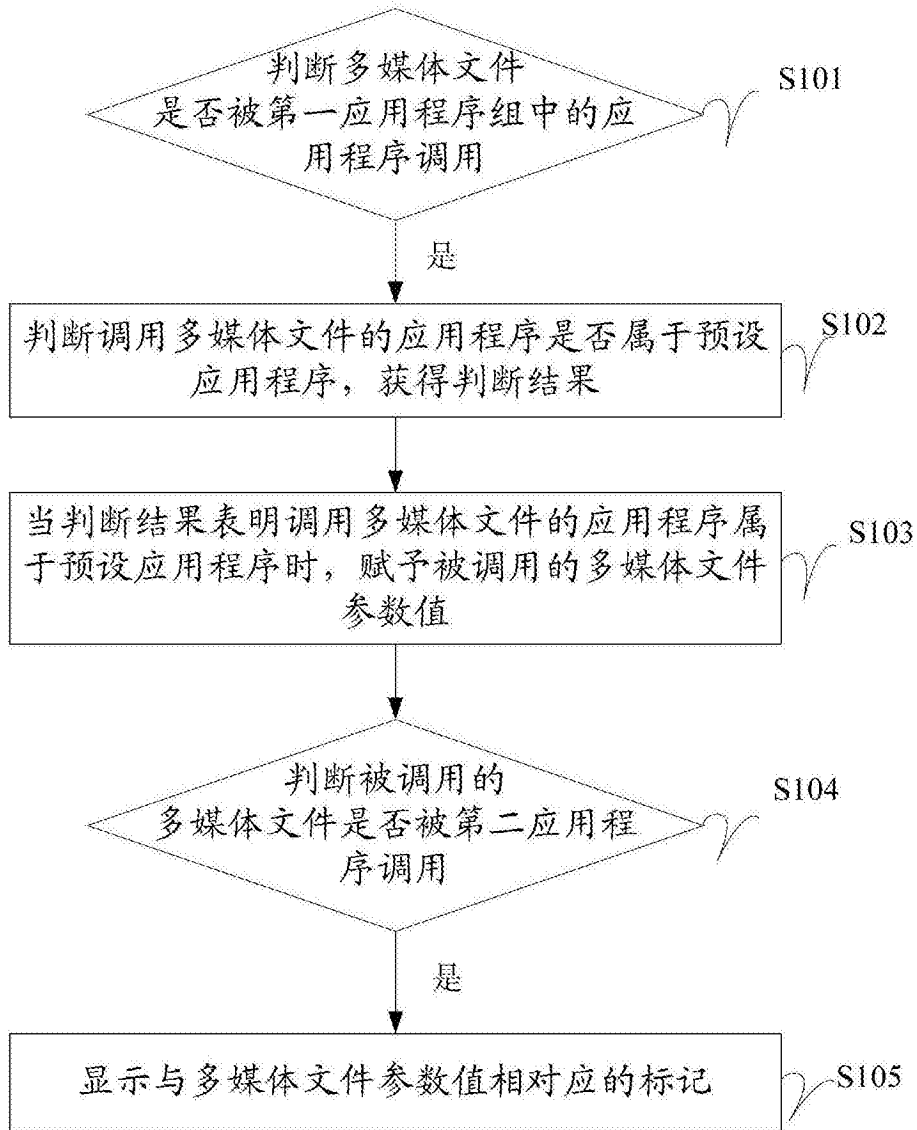 判断多媒体文件
是否被第一应用程序组中的应
用程序调用
S101
是
判断调用多媒体文件的应用程序是否属于预设
应用程序，获得判断结果
S102
当判断结果表明调用多媒体文件的应用程序属
于预设应用程序时，赋予被调用的多媒体文件
参数值
S103
判断被调用的
多媒体文件是否被第二应用程
序调用
S104
是
显示与多媒体文件参数值相对应的标记
S105